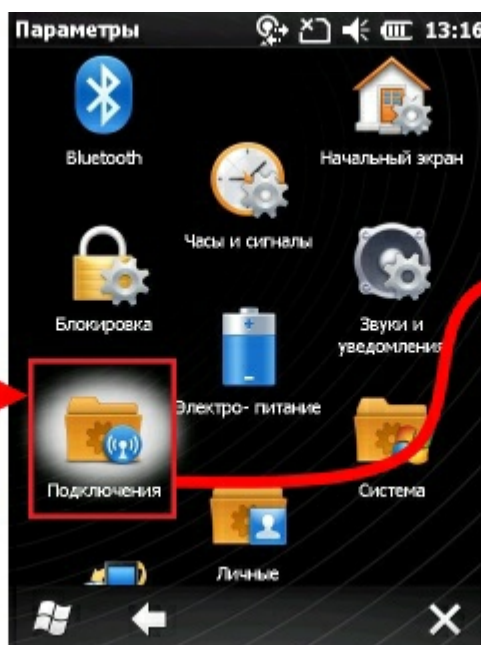 Параметры 13:16
Bluetooth
Начальный экран
Часы и сигналы
Блокировка
Звуки и
уведомления
Электро- питание
Подключения
Система
Личные